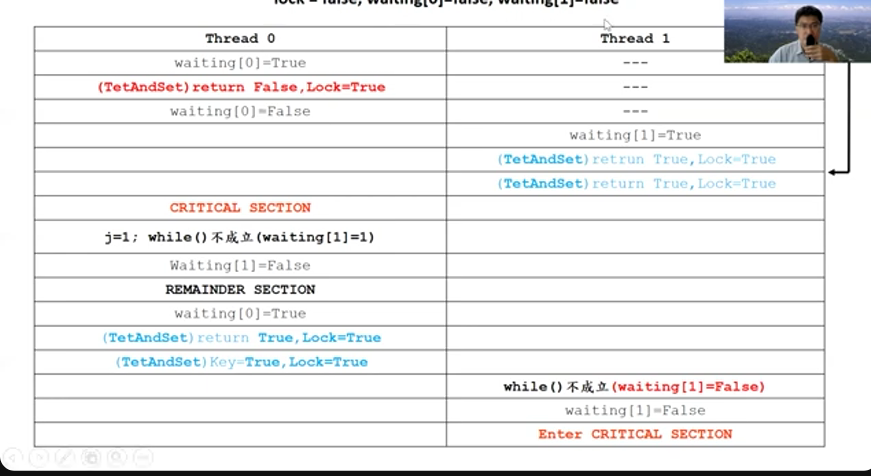 lock = false, waiting[0]=false, waiting[1]=false
Thread 0 Thread 1
waiting[0]=True ---
(TetAndSet)return False,Lock=True ---
waiting[0]=False ---
waiting[1]=True
(TetAndSet)retrun True,Lock=True
(TetAndSet)return True,Lock=True
CRITICAL SECTION
j=1; while()不成立(waiting[1]=1)
Waiting[1]=False
REMAINDER SECTION
waiting[0]=True
(TetAndSet)return True,Lock=True
(TetAndSet)Key=True,Lock=True
while()不成立(waiting[1]=False)
waiting[1]=False
Enter CRITICAL SECTION